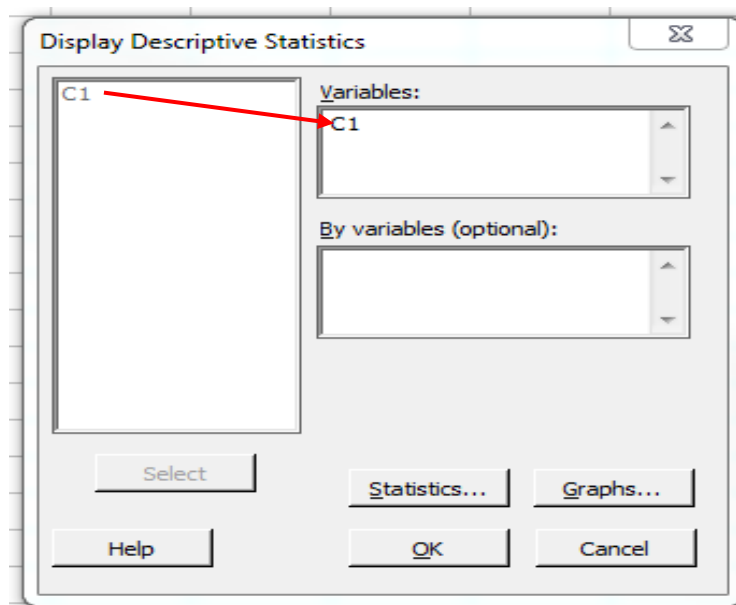 Display Descriptive Statistics
C1
Variables:
C1
By variables (optional):
Select
Statistics...
Graphs...
Help
OK
Cancel